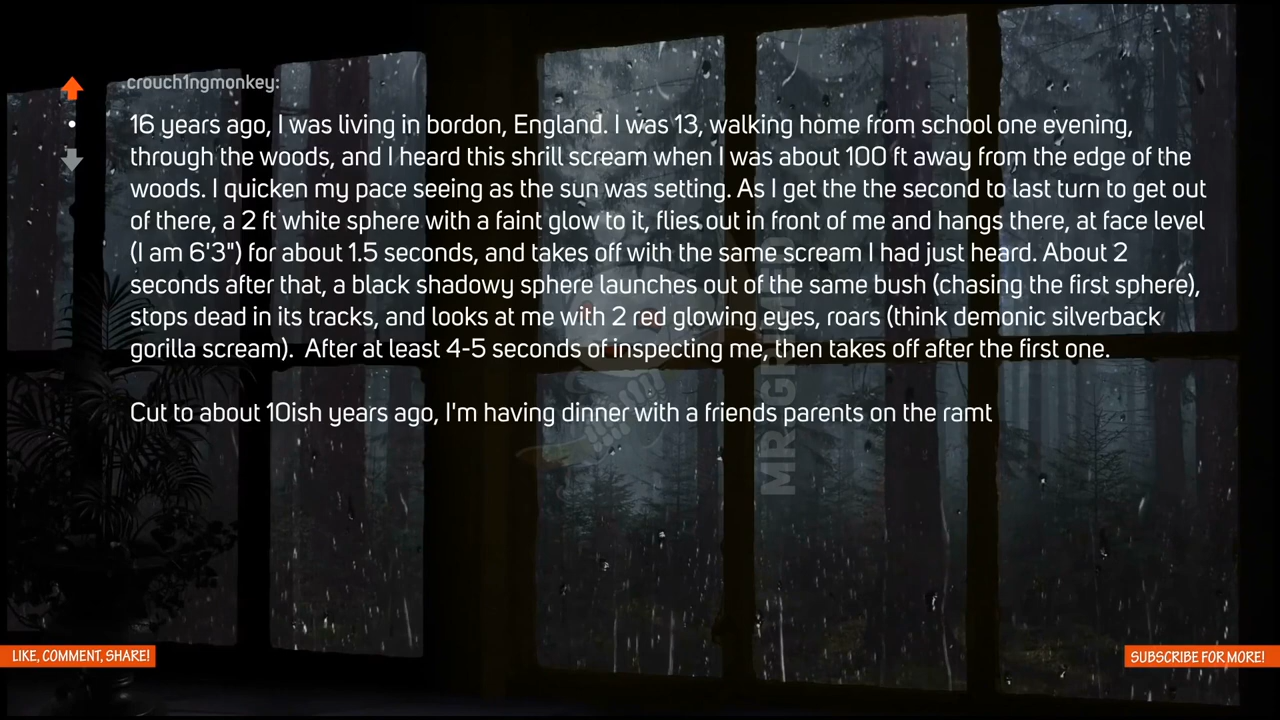 crouch1ngmonkey:
16 years ago, I was living in bordon, England. I was 13, walking home from school one evening,
through the woods, and I heard this shrill scream when I was about 100 ft away from the edge of the
woods. I quicken my pace seeing as the sun was setting. As I get the the second to last turn to get out
of there, a 2 ft white sphere with a faint glow to it, flies out in front of me and hangs there, at face level
(I am 6'3") for about 1.5 seconds, and takes off with the same scream I had just heard. About 2
seconds after that, a black shadowy sphere launches out of the same bush (chasing the first sphere),
stops dead in its tracks, and looks at me with 2 red glowing eyes, roars (think demonic silverback
gorilla scream).  After at least 4-5 seconds of inspecting me, then takes off after the first one.
Cut to about 10ish years ago, I'm having dinner with a friends parents on the ramt
LIKE, COMMENT, SHARE!
SUBSCRIBE FOR MORE!